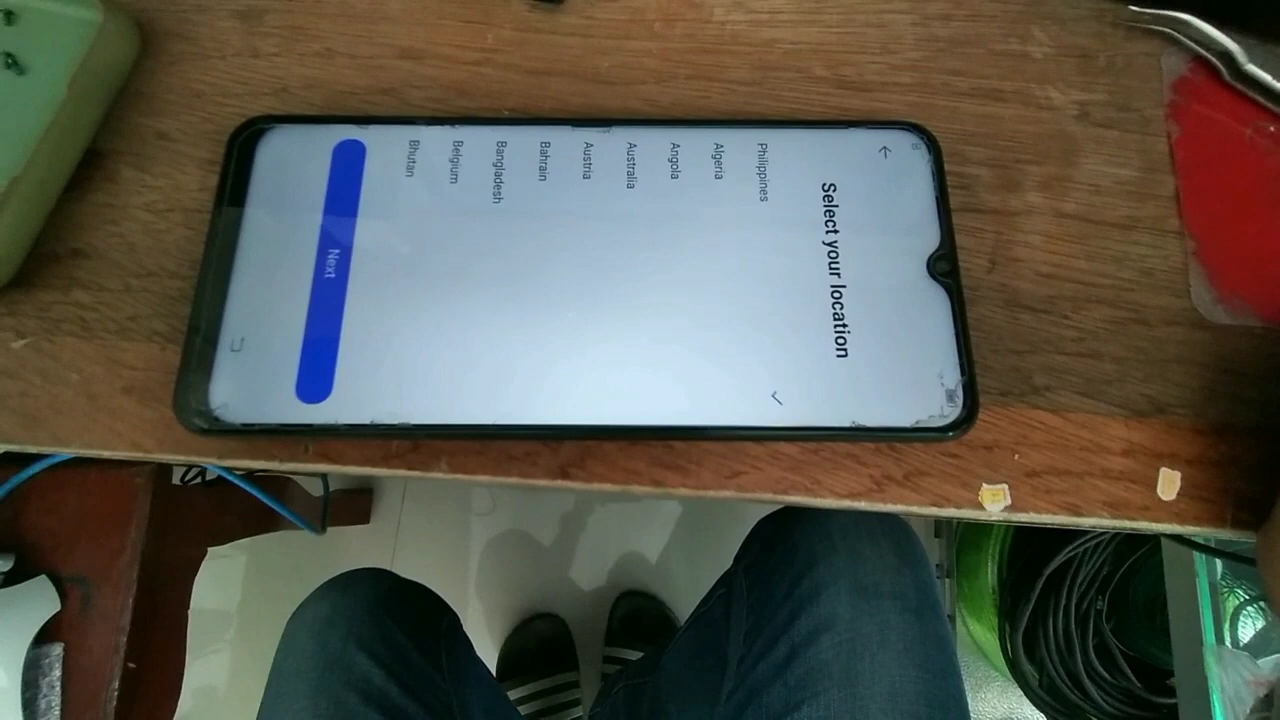 Select your location
Philippines
Algeria
Angola
Australia
Austria
Bahrain
Bangladesh
Belgium
Bhutan
Next